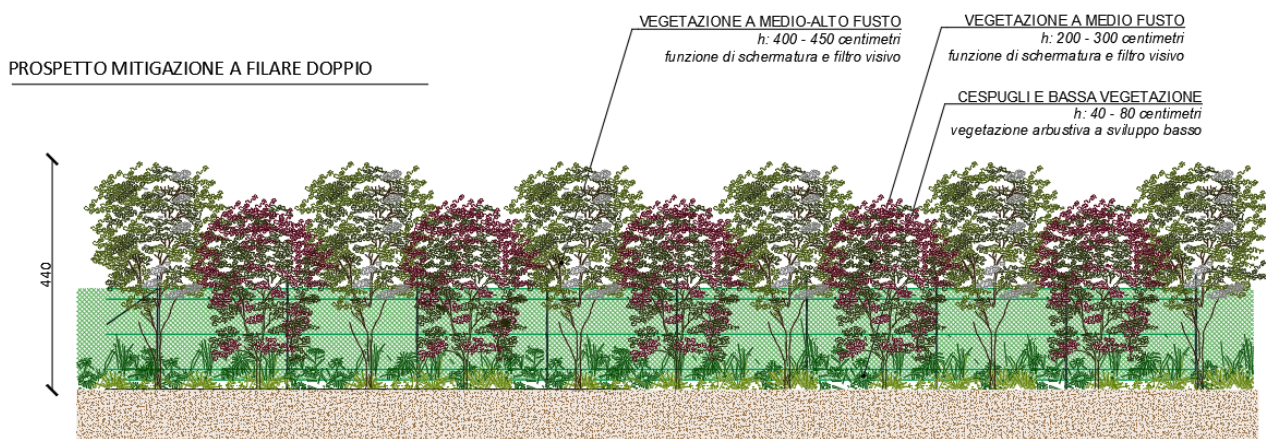 PROSPETTO MITIGAZIONE A FILARE DOPPIO
VEGETAZIONE A MEDIO-ALTO FUSTO
h: 400 - 450 centimetri
funzione di schermatura e filtro visivo
VEGETAZIONE A MEDIO FUSTO
h: 200 - 300 centimetri
funzione di schermatura e filtro visivo
CESPUGLI E BASSA VEGETAZIONE
h: 40 - 80 centimetri
vegetazione arbustiva a sviluppo basso
440